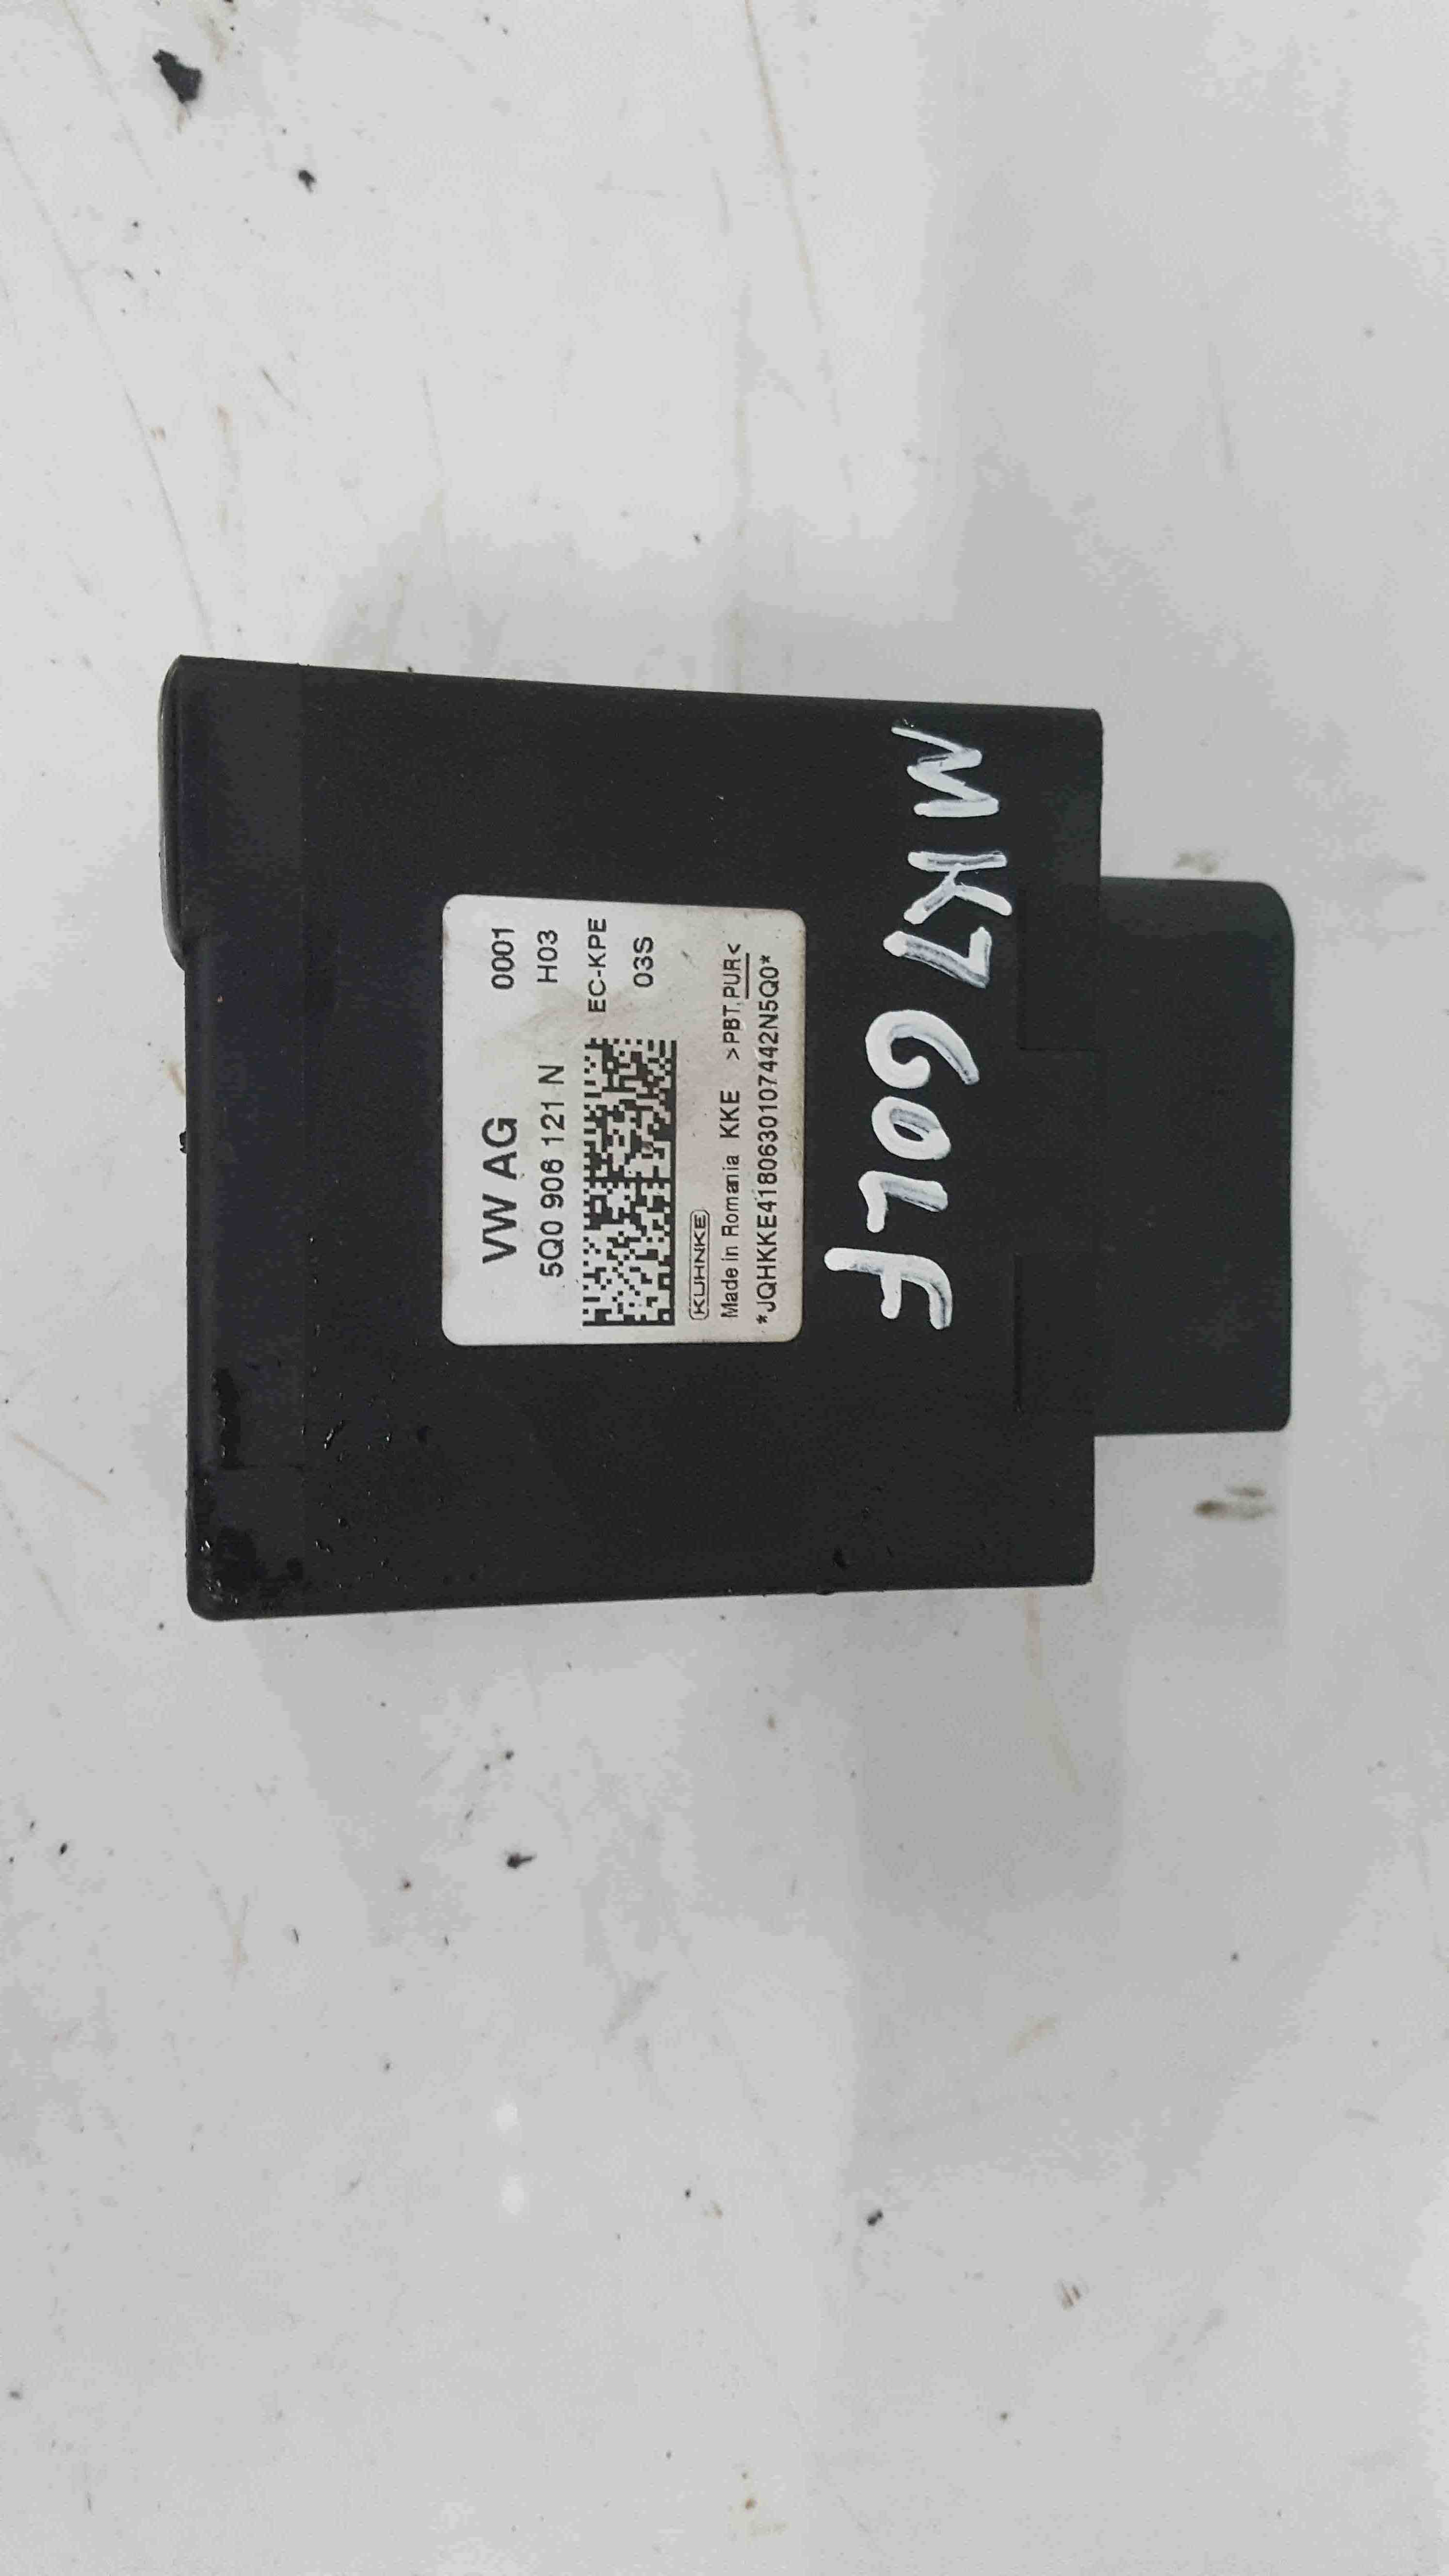 VW AG 0001
5Q0 906 121 N H03
EC-KPE
03S
KUHNKE
Made in Romania KKE >PBT,PUR<
*JQHKKE4180630107442N5Q0*
MK7 GOLF